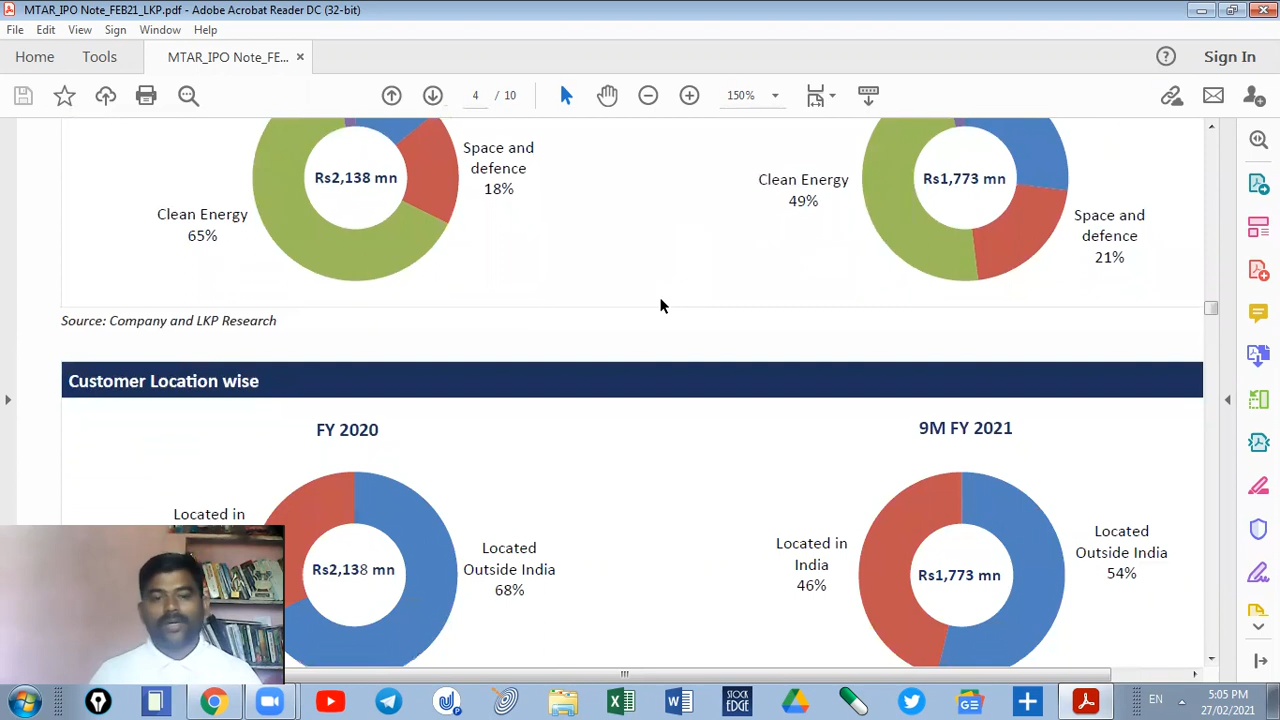 MTAR_IPO Note_FEB21_LKP.pdf - Adobe Acrobat Reader DC (32-bit)
File Edit View Sign Window Help
Home Tools MTAR_IPO Note_FE... × Sign In
4 / 10 150%
Space and
defence
18%
Rs2,138 mn
Clean Energy
65%
Clean Energy
49%
Rs1,773 mn
Space and
defence
21%
Source: Company and LKP Research
Customer Location wise
FY 2020
9M FY 2021
Located in
Rs2,138 mn
Located
Outside India
68%
Located in
India
46%
Rs1,773 mn
Located
Outside India
54%
STOCK
EDGE
EN
5:05 PM
27/02/2021